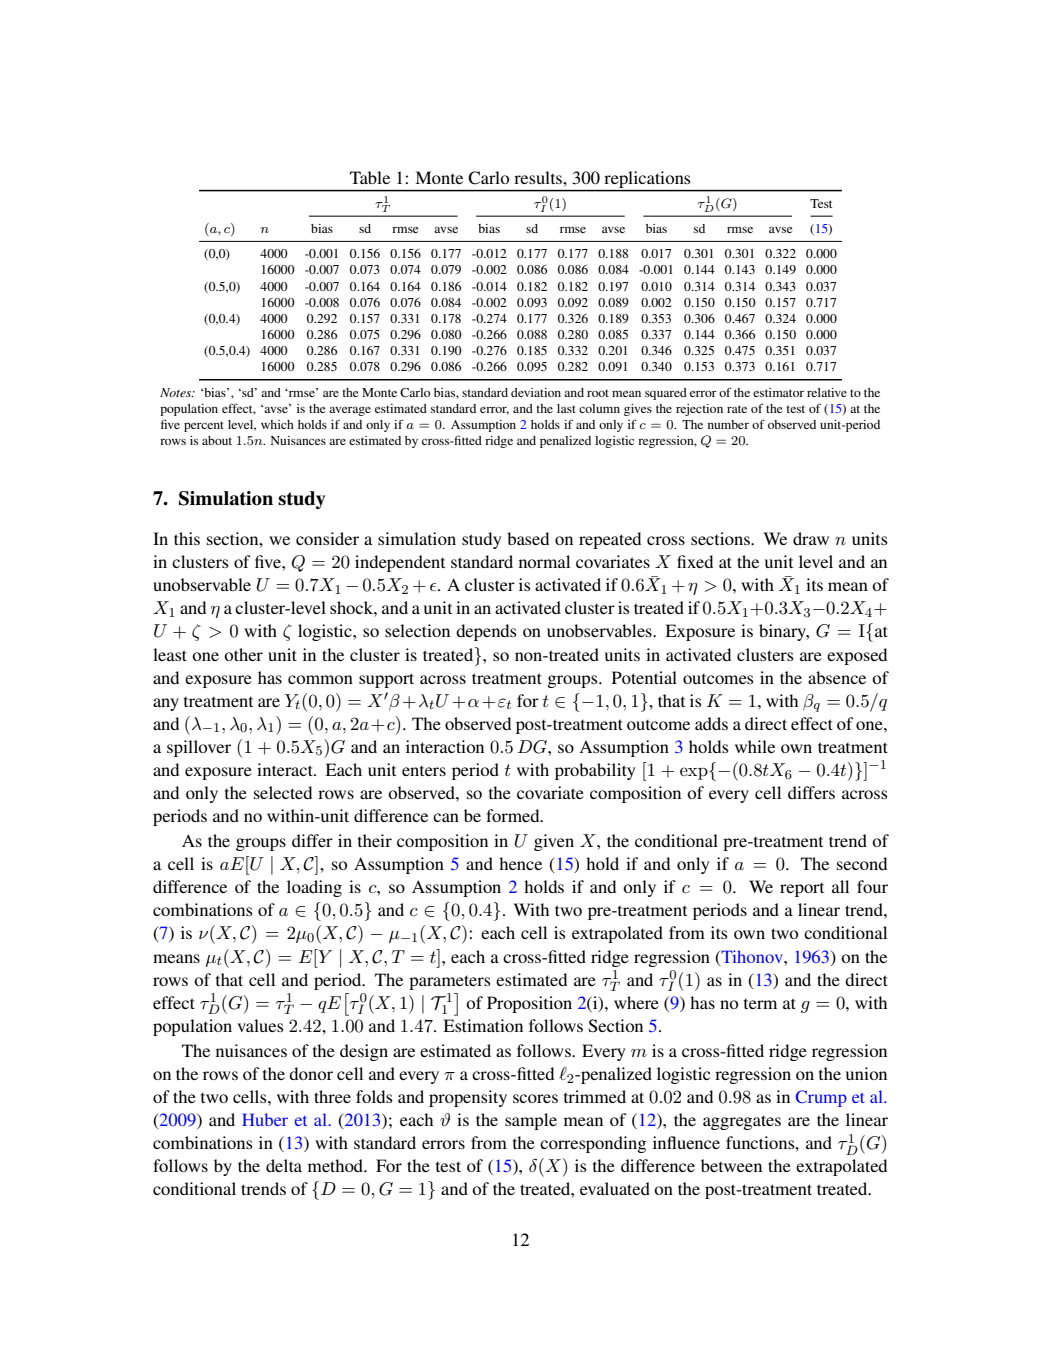 Table 1: Monte Carlo results, 300 replications
τ¹_T τ⁰_I(1) τ¹_D(G) Test
(a, c) n bias sd rmse avse bias sd rmse avse bias sd rmse avse (15)
(0,0) 4000 -0.001 0.156 0.156 0.177 -0.012 0.177 0.177 0.188 0.017 0.301 0.301 0.322 0.000
16000 -0.007 0.073 0.074 0.079 -0.002 0.086 0.086 0.084 -0.001 0.144 0.143 0.149 0.000
(0.5,0) 4000 -0.007 0.164 0.164 0.186 -0.014 0.182 0.182 0.197 0.010 0.314 0.314 0.343 0.037
16000 -0.008 0.076 0.076 0.084 -0.002 0.093 0.092 0.089 0.002 0.150 0.150 0.157 0.717
(0,0.4) 4000 0.292 0.157 0.331 0.178 -0.274 0.177 0.326 0.189 0.353 0.306 0.467 0.324 0.000
16000 0.286 0.075 0.296 0.080 -0.266 0.088 0.280 0.085 0.337 0.144 0.366 0.150 0.000
(0.5,0.4) 4000 0.286 0.167 0.331 0.190 -0.276 0.185 0.332 0.201 0.346 0.325 0.475 0.351 0.037
16000 0.285 0.078 0.296 0.086 -0.266 0.095 0.282 0.091 0.340 0.153 0.373 0.161 0.717
Notes: ‘bias’, ‘sd’ and ‘rmse’ are the Monte Carlo bias, standard deviation and root mean squared error of the estimator relative to the
population effect, ‘avse’ is the average estimated standard error, and the last column gives the rejection rate of the test of (15) at the
five percent level, which holds if and only if a = 0. Assumption 2 holds if and only if c = 0. The number of observed unit-period
rows is about 1.5n. Nuisances are estimated by cross-fitted ridge and penalized logistic regression, Q = 20.
7. Simulation study
In this section, we consider a simulation study based on repeated cross sections. We draw n units
in clusters of five, Q = 20 independent standard normal covariates X fixed at the unit level and an
unobservable U = 0.7X₁ − 0.5X₂ + ϵ. A cluster is activated if 0.6X̄₁ + η > 0, with X̄₁ its mean of
X₁ and η a cluster-level shock, and a unit in an activated cluster is treated if 0.5X₁+0.3X₃−0.2X₄+
U + ζ > 0 with ζ logistic, so selection depends on unobservables. Exposure is binary, G = I{at
least one other unit in the cluster is treated}, so non-treated units in activated clusters are exposed
and exposure has common support across treatment groups. Potential outcomes in the absence of
any treatment are Yₜ(0, 0) = X′β+λₜU +α+εₜ for t ∈ {−1, 0, 1}, that is K = 1, with β_q = 0.5/q
and (λ₋₁, λ₀, λ₁) = (0, a, 2a+c). The observed post-treatment outcome adds a direct effect of one,
a spillover (1 + 0.5X₅)G and an interaction 0.5 DG, so Assumption 3 holds while own treatment
and exposure interact. Each unit enters period t with probability [1 + exp{−(0.8tX₆ − 0.4t)}]⁻¹
and only the selected rows are observed, so the covariate composition of every cell differs across
periods and no within-unit difference can be formed.
As the groups differ in their composition in U given X, the conditional pre-treatment trend of
a cell is aE[U | X, 𝒞], so Assumption 5 and hence (15) hold if and only if a = 0. The second
difference of the loading is c, so Assumption 2 holds if and only if c = 0. We report all four
combinations of a ∈ {0, 0.5} and c ∈ {0, 0.4}. With two pre-treatment periods and a linear trend,
(7) is ν(X, 𝒞) = 2μ₀(X, 𝒞) − μ₋₁(X, 𝒞): each cell is extrapolated from its own two conditional
means μₜ(X, 𝒞) = E[Y | X, 𝒞, T = t], each a cross-fitted ridge regression (Tihonov, 1963) on the
rows of that cell and period. The parameters estimated are τ¹_T and τ⁰_I(1) as in (13) and the direct
effect τ¹_D(G) = τ¹_T − qE[τ⁰_I(X, 1) | 𝒯¹₁] of Proposition 2(i), where (9) has no term at g = 0, with
population values 2.42, 1.00 and 1.47. Estimation follows Section 5.
The nuisances of the design are estimated as follows. Every m is a cross-fitted ridge regression
on the rows of the donor cell and every π a cross-fitted ℓ₂-penalized logistic regression on the union
of the two cells, with three folds and propensity scores trimmed at 0.02 and 0.98 as in Crump et al.
(2009) and Huber et al. (2013); each ϑ is the sample mean of (12), the aggregates are the linear
combinations in (13) with standard errors from the corresponding influence functions, and τ¹_D(G)
follows by the delta method. For the test of (15), δ(X) is the difference between the extrapolated
conditional trends of {D = 0, G = 1} and of the treated, evaluated on the post-treatment treated.
12